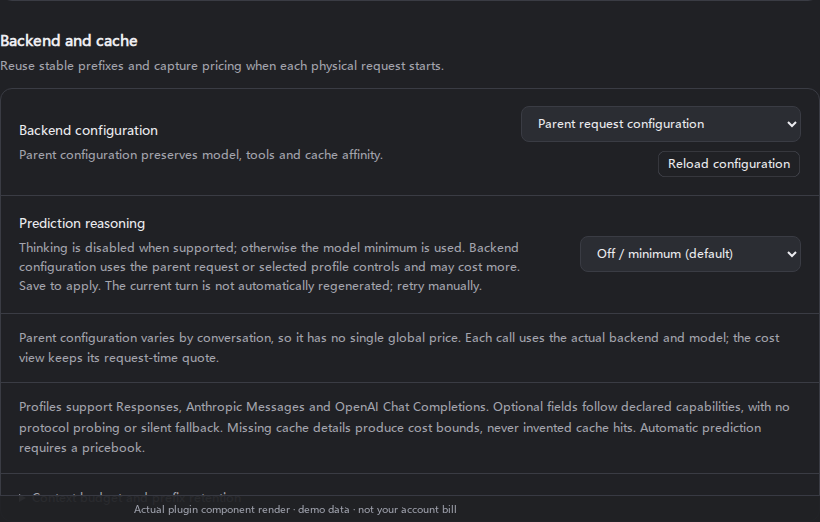 Backend and cache
Reuse stable prefixes and capture pricing when each physical request starts.
Backend configuration
Parent configuration preserves model, tools and cache affinity.
Parent request configuration
Reload configuration
Prediction reasoning
Thinking is disabled when supported; otherwise the model minimum is used. Backend
configuration uses the parent request or selected profile controls and may cost more.
Save to apply. The current turn is not automatically regenerated; retry manually.
Off / minimum (default)
Parent configuration varies by conversation, so it has no single global price. Each call uses the actual backend and model; the cost
view keeps its request-time quote.
Profiles support Responses, Anthropic Messages and OpenAI Chat Completions. Optional fields follow declared capabilities, with no
protocol probing or silent fallback. Missing cache details produce cost bounds, never invented cache hits. Automatic prediction
requires a pricebook.
Context budget and prefix retention
Actual plugin component render · demo data · not your account bill